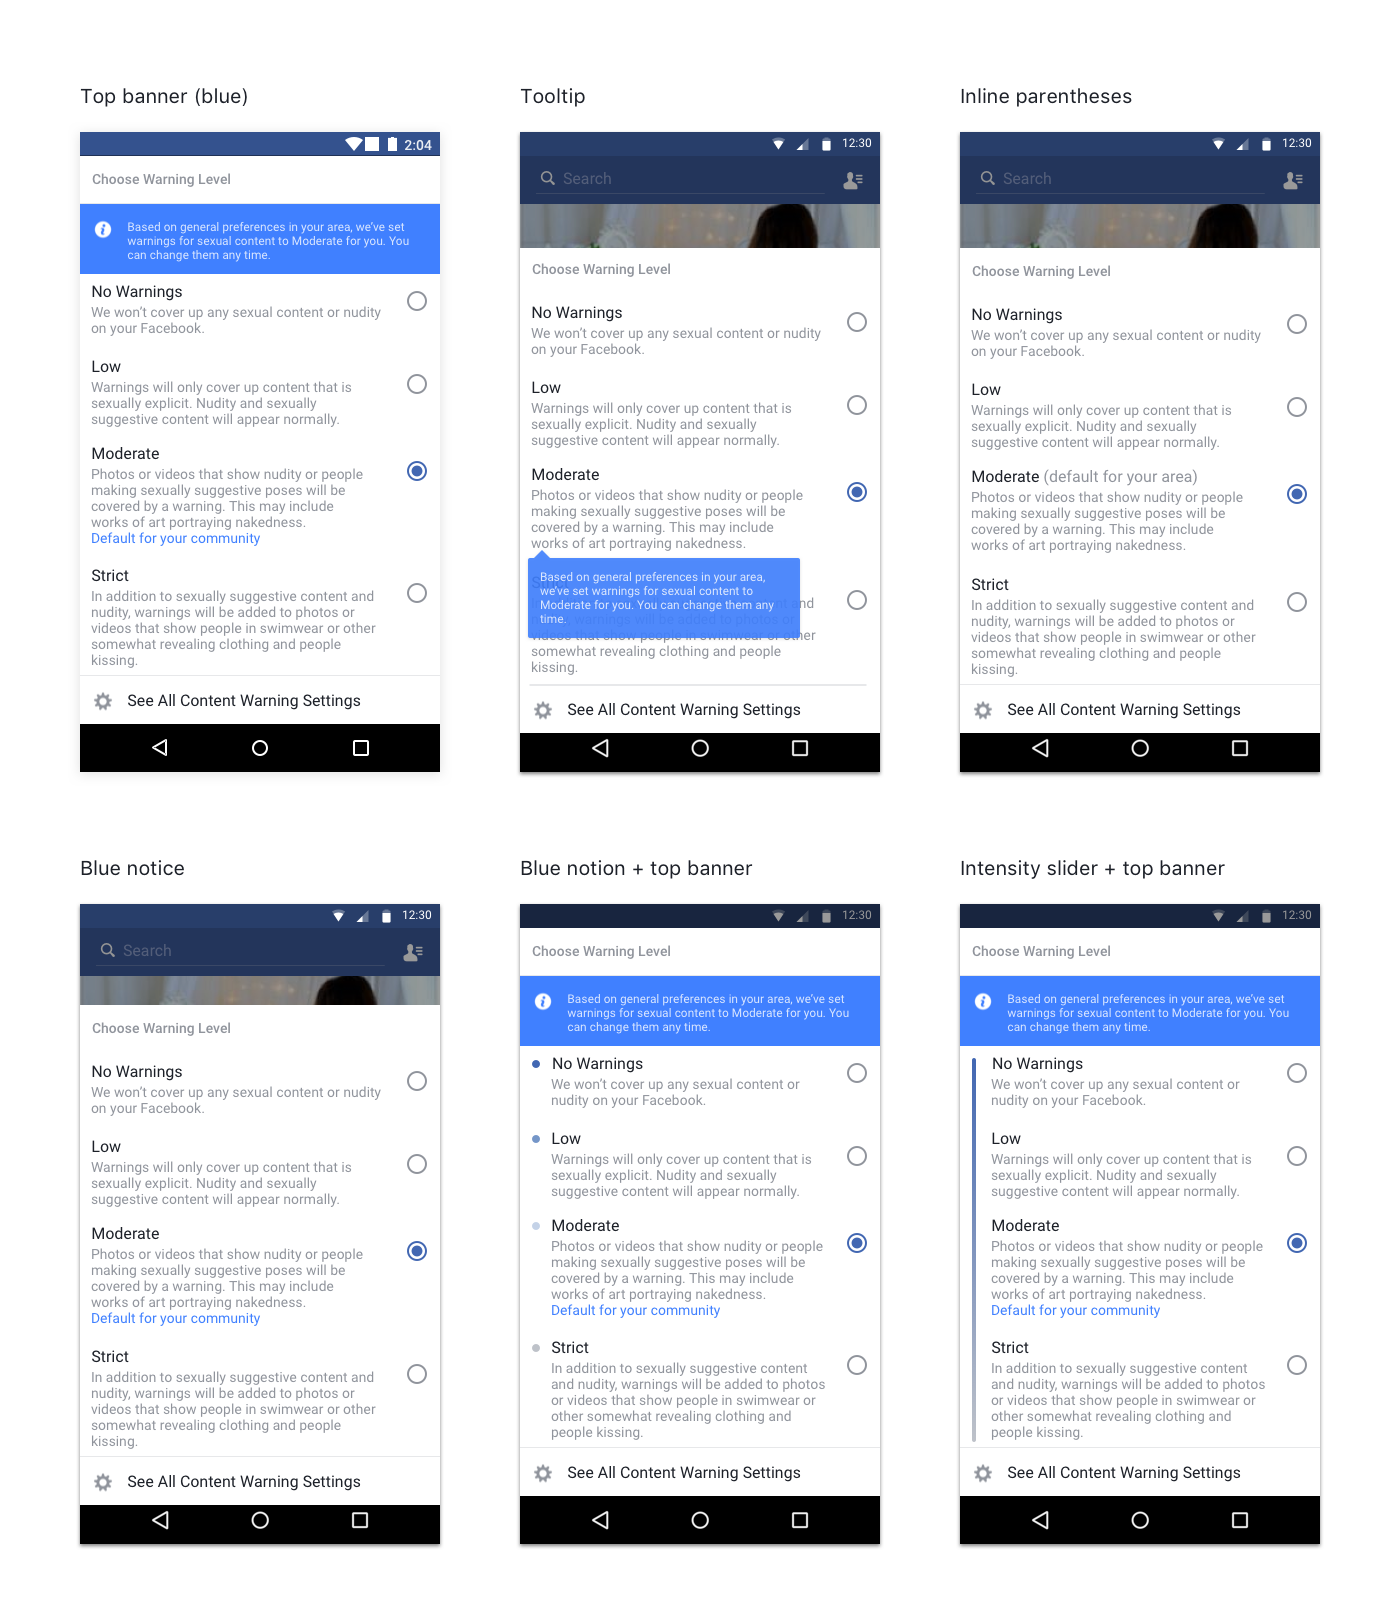 Top banner (blue)
2:04
Choose Warning Level
Based on general preferences in your area, we've set
warnings for sexual content to Moderate for you. You
can change them any time.
No Warnings
We won't cover up any sexual content or nudity
on your Facebook.
Low
Warnings will only cover up content that is
sexually explicit. Nudity and sexually
suggestive content will appear normally.
Moderate
Photos or videos that show nudity or people
making sexually suggestive poses will be
covered by a warning. This may include
works of art portraying nakedness.
Default for your community
Strict
In addition to sexually suggestive content and
nudity, warnings will be added to photos or
videos that show people in swimwear or other
somewhat revealing clothing and people
kissing.
See All Content Warning Settings
Tooltip
12:30
Search
Choose Warning Level
No Warnings
We won't cover up any sexual content or nudity
on your Facebook.
Low
Warnings will only cover up content that is
sexually explicit. Nudity and sexually
suggestive content will appear normally.
Moderate
Photos or videos that show nudity or people
making sexually suggestive poses will be
covered by a warning. This may include
works of art portraying nakedness.
Based on general preferences in your area,
we've set warnings for sexual content to
Moderate for you. You can change them any
time.
and
warnings will be added to photos or
videos that show people in swimwear or other
somewhat revealing clothing and people
kissing.
See All Content Warning Settings
Inline parentheses
12:30
Search
Choose Warning Level
No Warnings
We won't cover up any sexual content or nudity
on your Facebook.
Low
Warnings will only cover up content that is
sexually explicit. Nudity and sexually
suggestive content will appear normally.
Moderate (default for your area)
Photos or videos that show nudity or people
making sexually suggestive poses will be
covered by a warning. This may include
works of art portraying nakedness.
Strict
In addition to sexually suggestive content and
nudity, warnings will be added to photos or
videos that show people in swimwear or other
somewhat revealing clothing and people
kissing.
See All Content Warning Settings
Blue notice
12:30
Search
Choose Warning Level
No Warnings
We won't cover up any sexual content or nudity
on your Facebook.
Low
Warnings will only cover up content that is
sexually explicit. Nudity and sexually
suggestive content will appear normally.
Moderate
Photos or videos that show nudity or people
making sexually suggestive poses will be
covered by a warning. This may include
works of art portraying nakedness.
Default for your community
Strict
In addition to sexually suggestive content and
nudity, warnings will be added to photos or
videos that show people in swimwear or other
somewhat revealing clothing and people
kissing.
See All Content Warning Settings
Blue notion + top banner
12:30
Choose Warning Level
Based on general preferences in your area, we've set
warnings for sexual content to Moderate for you. You
can change them any time.
No Warnings
We won't cover up any sexual content or
nudity on your Facebook.
Low
Warnings will only cover up content that is
sexually explicit. Nudity and sexually
suggestive content will appear normally.
Moderate
Photos or videos that show nudity or people
making sexually suggestive poses will be
covered by a warning. This may include
works of art portraying nakedness.
Default for your community
Strict
In addition to sexually suggestive content
and nudity, warnings will be added to photos
or videos that show people in swimwear or
other somewhat revealing clothing and
people kissing.
See All Content Warning Settings
Intensity slider + top banner
12:30
Choose Warning Level
Based on general preferences in your area, we've set
warnings for sexual content to Moderate for you. You
can change them any time.
No Warnings
We won't cover up any sexual content or
nudity on your Facebook.
Low
Warnings will only cover up content that is
sexually explicit. Nudity and sexually
suggestive content will appear normally.
Moderate
Photos or videos that show nudity or people
making sexually suggestive poses will be
covered by a warning. This may include
works of art portraying nakedness.
Default for your community
Strict
In addition to sexually suggestive content
and nudity, warnings will be added to photos
or videos that show people in swimwear or
other somewhat revealing clothing and
people kissing.
See All Content Warning Settings